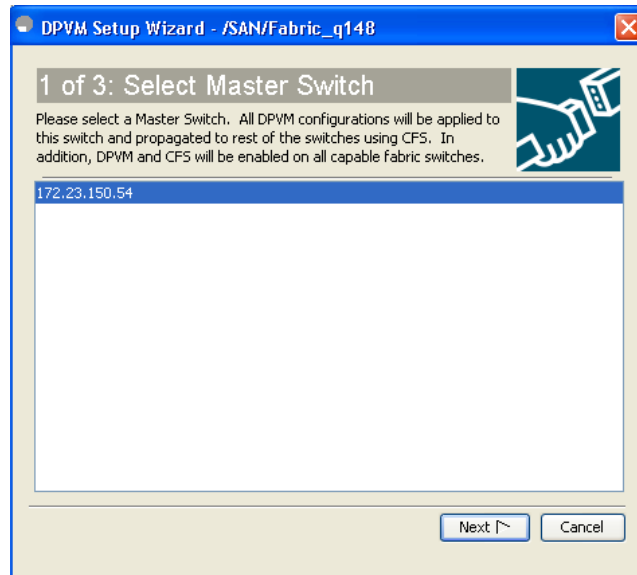 DPVM Setup Wizard - /SAN/Fabric_q148
1 of 3: Select Master Switch
Please select a Master Switch. All DPVM configurations will be applied to
this switch and propagated to rest of the switches using CFS. In
addition, DPVM and CFS will be enabled on all capable fabric switches.
172.23.150.54
Next
Cancel